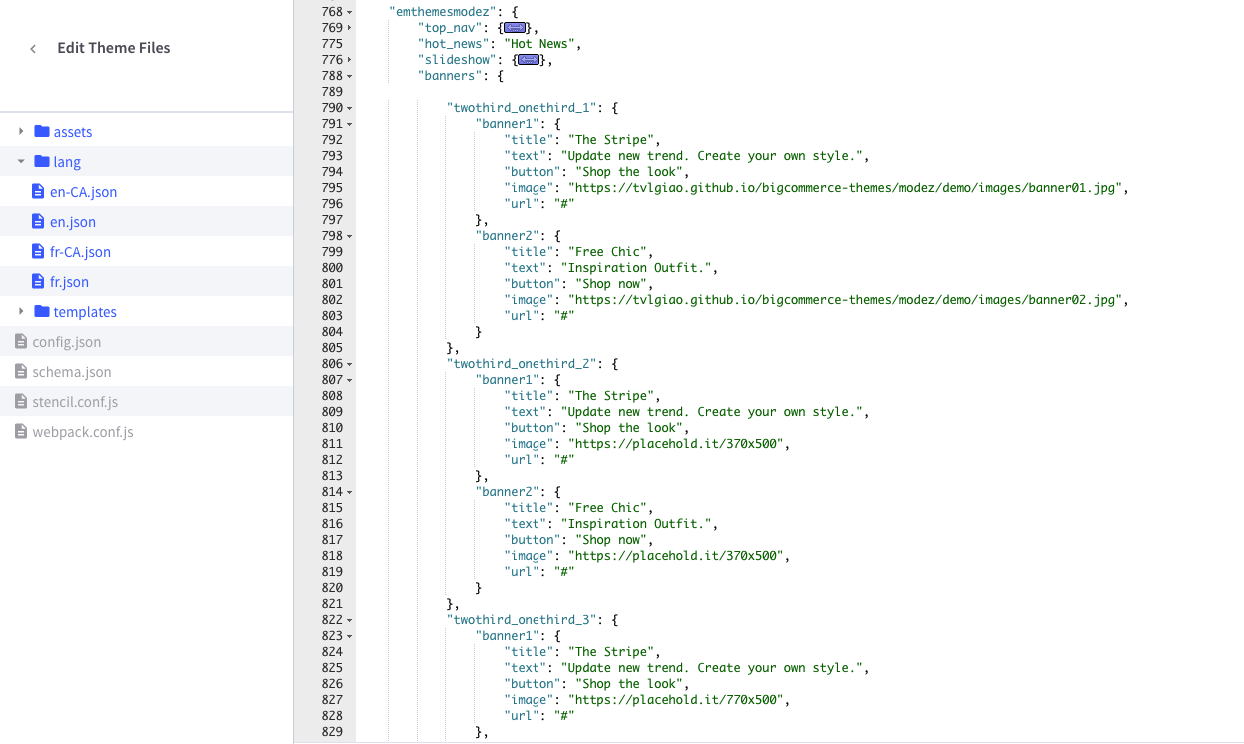 Edit Theme Files
assets
lang
en-CA.json
en.json
fr-CA.json
fr.json
templates
config.json
schema.json
stencil.conf.js
webpack.conf.js
768 "emthemesmodez": {
769 "top_nav": {<...>},
775 "hot_news": "Hot News",
776 "slideshow": {<...>},
788 "banners": {
789
790 "twothird_onethird_1": {
791 "banner1": {
792 "title": "The Stripe",
793 "text": "Update new trend. Create your own style.",
794 "button": "Shop the look",
795 "image": "https://tvlgiao.github.io/bigcommerce-themes/modez/demo/images/banner01.jpg",
796 "url": "#"
797 },
798 "banner2": {
799 "title": "Free Chic",
800 "text": "Inspiration Outfit.",
801 "button": "Shop now",
802 "image": "https://tvlgiao.github.io/bigcommerce-themes/modez/demo/images/banner02.jpg",
803 "url": "#"
804 }
805 },
806 "twothird_onethird_2": {
807 "banner1": {
808 "title": "The Stripe",
809 "text": "Update new trend. Create your own style.",
810 "button": "Shop the look",
811 "image": "https://placehold.it/370x500",
812 "url": "#"
813 },
814 "banner2": {
815 "title": "Free Chic",
816 "text": "Inspiration Outfit.",
817 "button": "Shop now",
818 "image": "https://placehold.it/370x500",
819 "url": "#"
820 }
821 },
822 "twothird_onethird_3": {
823 "banner1": {
824 "title": "The Stripe",
825 "text": "Update new trend. Create your own style.",
826 "button": "Shop the look",
827 "image": "https://placehold.it/770x500",
828 "url": "#"
829 },